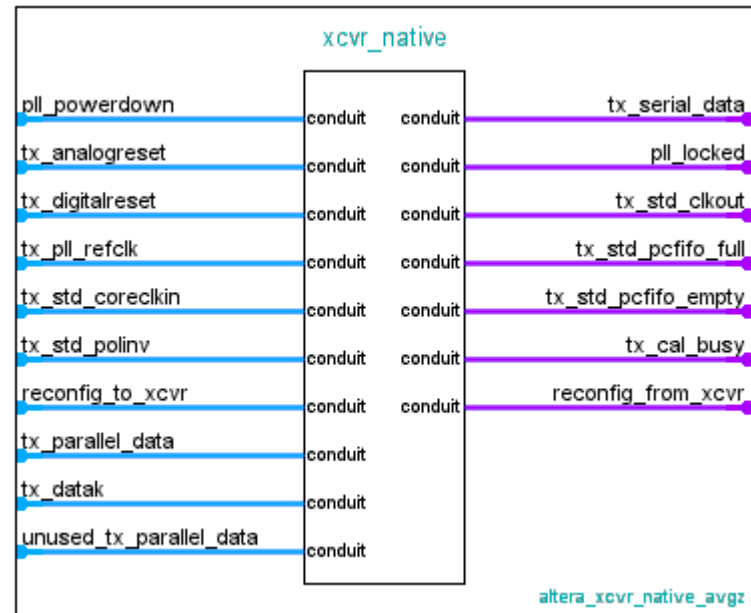 xcvr_native
pll_powerdown conduit conduit tx_serial_data
tx_analogreset conduit conduit pll_locked
tx_digitalreset conduit conduit tx_std_clkout
tx_pll_refclk conduit conduit tx_std_pcfifo_full
tx_std_coreclkin conduit conduit tx_std_pcfifo_empty
tx_std_polinv conduit conduit tx_cal_busy
reconfig_to_xcvr conduit conduit reconfig_from_xcvr
tx_parallel_data conduit
tx_datak conduit
unused_tx_parallel_data conduit
altera_xcvr_native_avgz